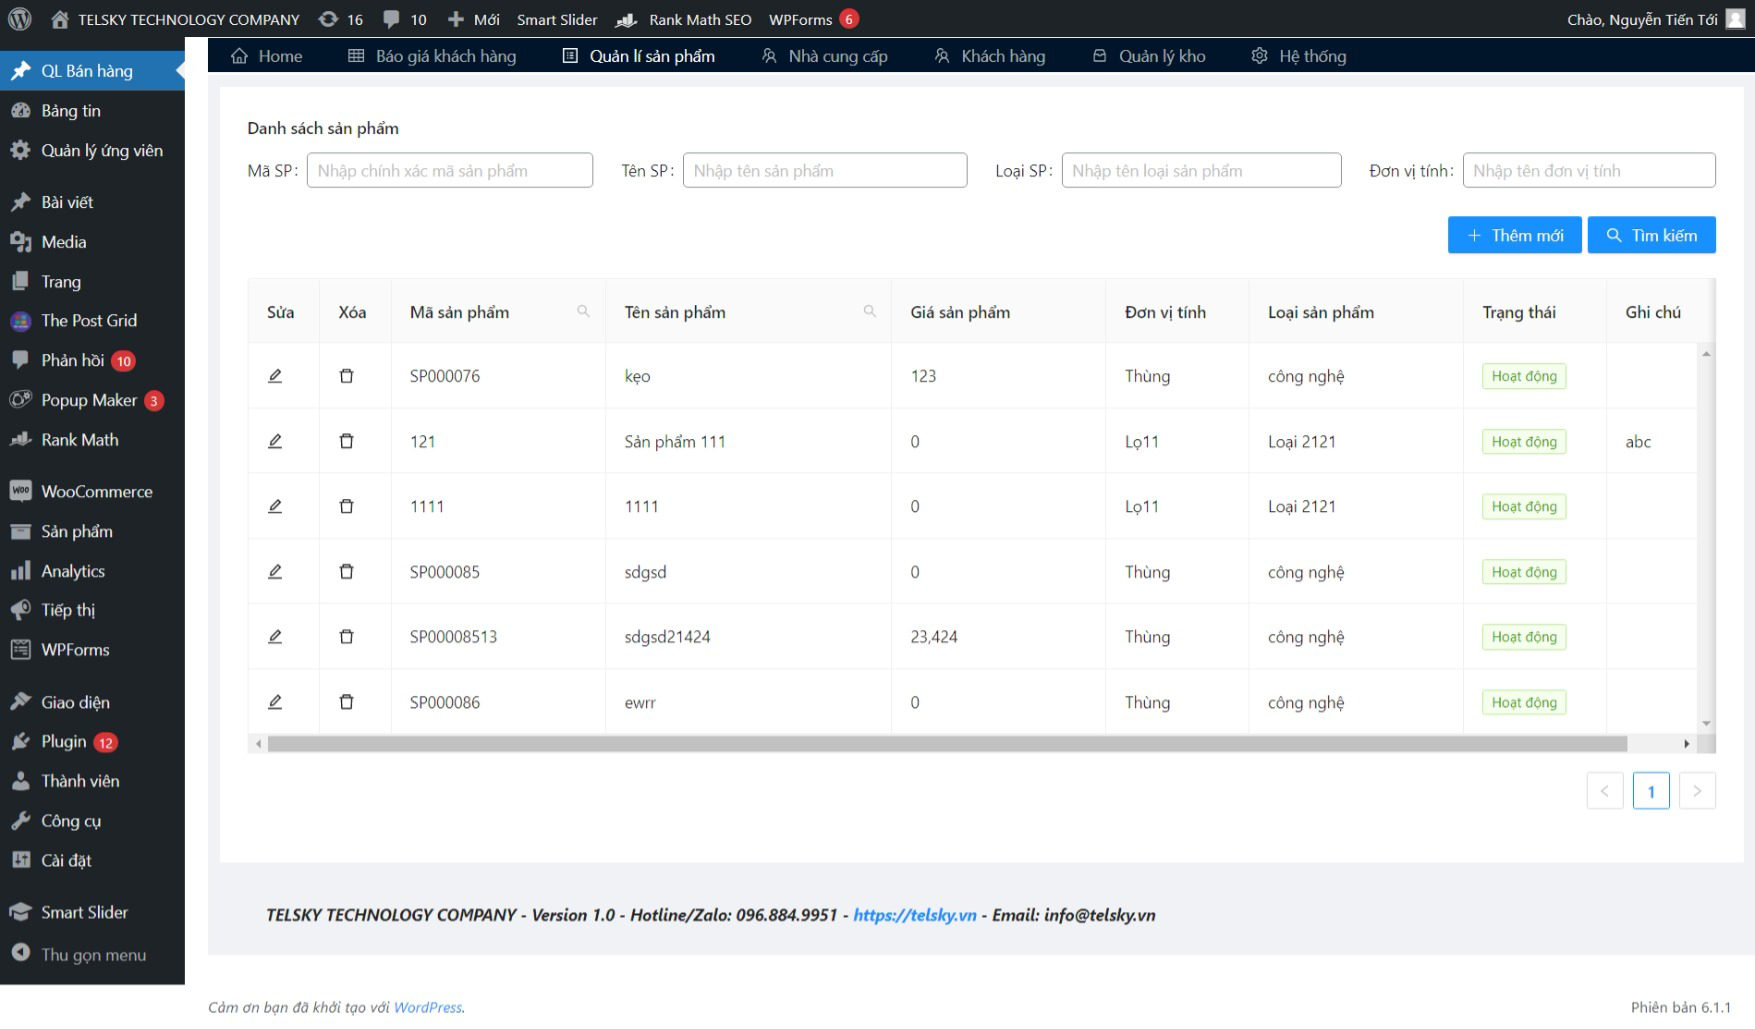 TELSKY TECHNOLOGY COMPANY 16 10 Mới Smart Slider Rank Math SEO WPForms 6 Chào, Nguyễn Tiến Tới
QL Bán hàng
Bảng tin
Quản lý ứng viên
Bài viết
Media
Trang
The Post Grid
Phản hồi 10
Popup Maker 3
Rank Math
WooCommerce
Sản phẩm
Analytics
Tiếp thị
WPForms
Giao diện
Plugin 12
Thành viên
Công cụ
Cài đặt
Smart Slider
Thu gọn menu
Home Báo giá khách hàng Quản lí sản phẩm Nhà cung cấp Khách hàng Quản lý kho Hệ thống
Danh sách sản phẩm
Mã SP: Nhập chính xác mã sản phẩm Tên SP: Nhập tên sản phẩm Loại SP: Nhập tên loại sản phẩm Đơn vị tính: Nhập tên đơn vị tính
Thêm mới Tìm kiếm
Sửa Xóa Mã sản phẩm Tên sản phẩm Giá sản phẩm Đơn vị tính Loại sản phẩm Trạng thái Ghi chú
SP000076 kẹo 123 Thùng công nghệ Hoạt động
121 Sản phẩm 111 0 Lọ11 Loại 2121 Hoạt động abc
1111 1111 0 Lọ11 Loại 2121 Hoạt động
SP000085 sdgsd 0 Thùng công nghệ Hoạt động
SP00008513 sdgsd21424 23,424 Thùng công nghệ Hoạt động
SP000086 ewrr 0 Thùng công nghệ Hoạt động
1
TELSKY TECHNOLOGY COMPANY - Version 1.0 - Hotline/Zalo: 096.884.9951 - https://telsky.vn - Email: info@telsky.vn
Cảm ơn bạn đã khởi tạo với WordPress. Phiên bản 6.1.1